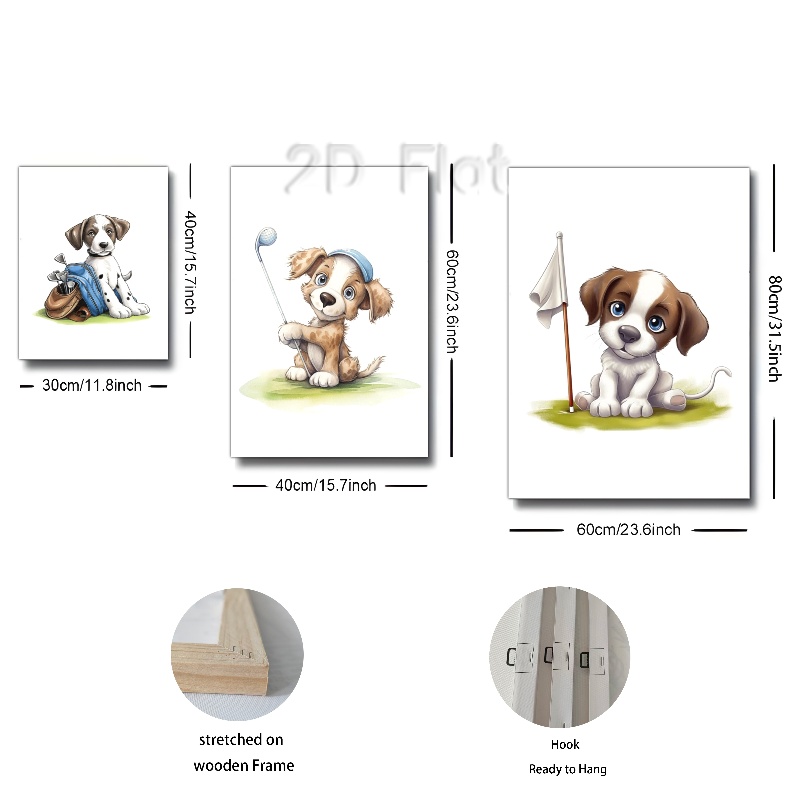 2D Flat
40cm/15.7inch
30cm/11.8inch
60cm/23.6inch
40cm/15.7inch
80cm/31.5inch
60cm/23.6inch
stretched on
wooden Frame
Hook
Ready to Hang